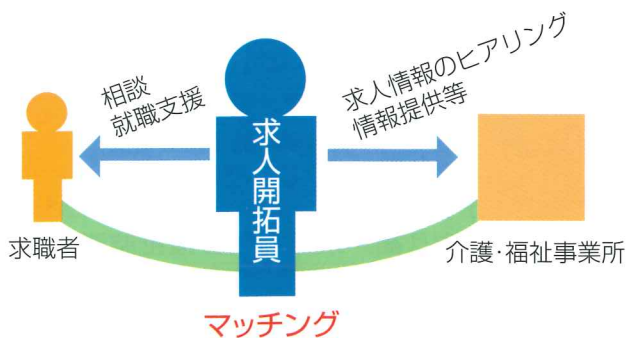 相談
就職支援
求人情報のヒアリング
情報提供等
求人開拓員
求職者
介護・福祉事業所
マッチング